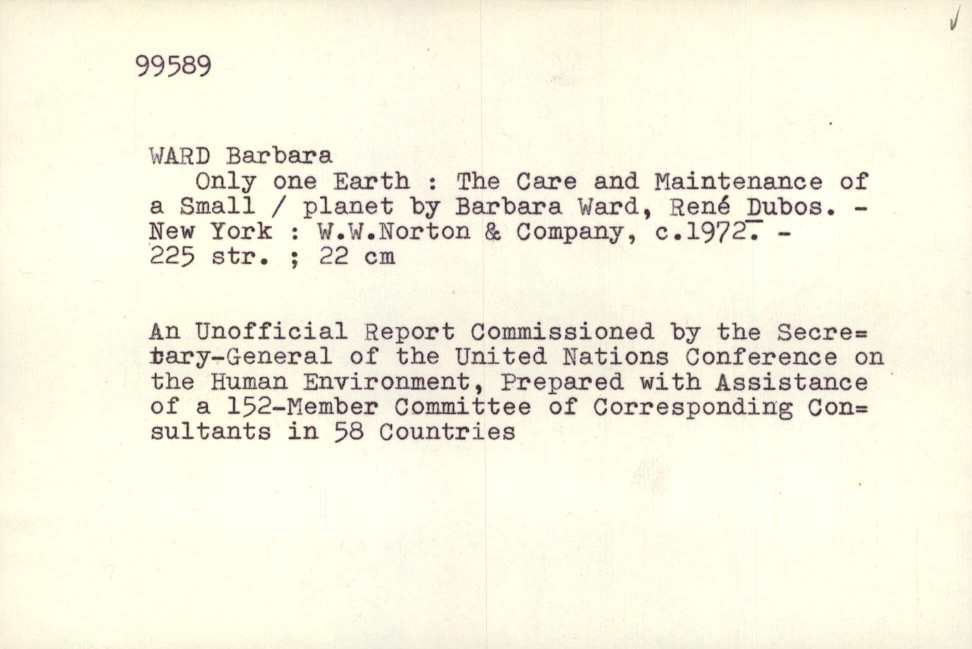 99589
WARD Barbara
Only one Earth : The Care and Maintenance of
a Small / planet by Barbara Ward, René Dubos. -
New York : W.W.Norton & Company, c.1972. -
225 str. ; 22 cm
An Unofficial Report Commissioned by the Secre=
tary-General of the United Nations Conference on
the Human Environment, Prepared with Assistance
of a 152-Member Committee of Corresponding Con=
sultants in 58 Countries